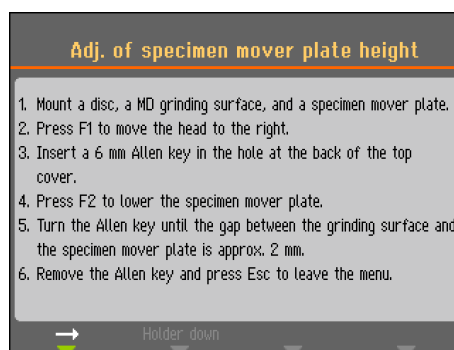 Adj. of specimen mover plate height
1. Mount a disc, a MD grinding surface, and a specimen mover plate.
2. Press F1 to move the head to the right.
3. Insert a 6 mm Allen key in the hole at the back of the top
cover.
4. Press F2 to lower the specimen mover plate.
5. Turn the Allen key until the gap between the grinding surface and
the specimen mover plate is approx. 2 mm.
6. Remove the Allen key and press Esc to leave the menu.
Holder down